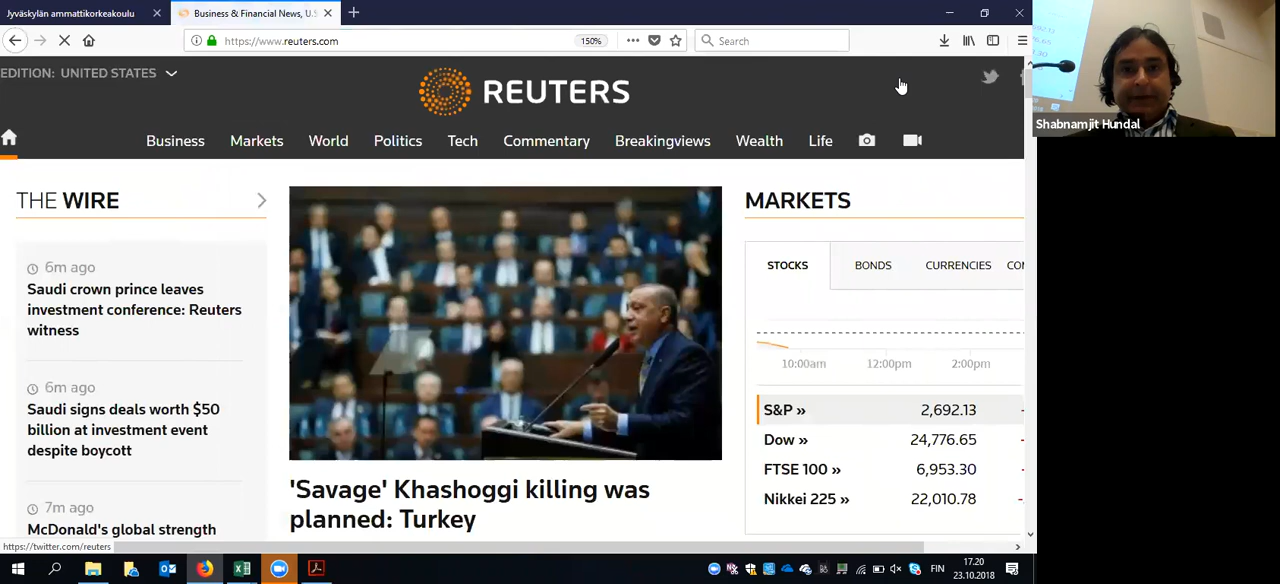 Jyväskylän ammattikorkeakoulu
Business & Financial News, U.S
https://www.reuters.com
150%
Search
EDITION: UNITED STATES
REUTERS
Business Markets World Politics Tech Commentary Breakingviews Wealth Life
THE WIRE
6m ago
Saudi crown prince leaves
investment conference: Reuters
witness
6m ago
Saudi signs deals worth $50
billion at investment event
despite boycott
7m ago
McDonald's global strength
'Savage' Khashoggi killing was
planned: Turkey
MARKETS
STOCKS BONDS CURRENCIES CO
10:00am 12:00pm 2:00pm
S&P » 2,692.13
Dow » 24,776.65
FTSE 100 » 6,953.30
Nikkei 225 » 22,010.78
Shabnamjit Hundal
https://twitter.com/reuters
FIN
17.20
23.10.2018